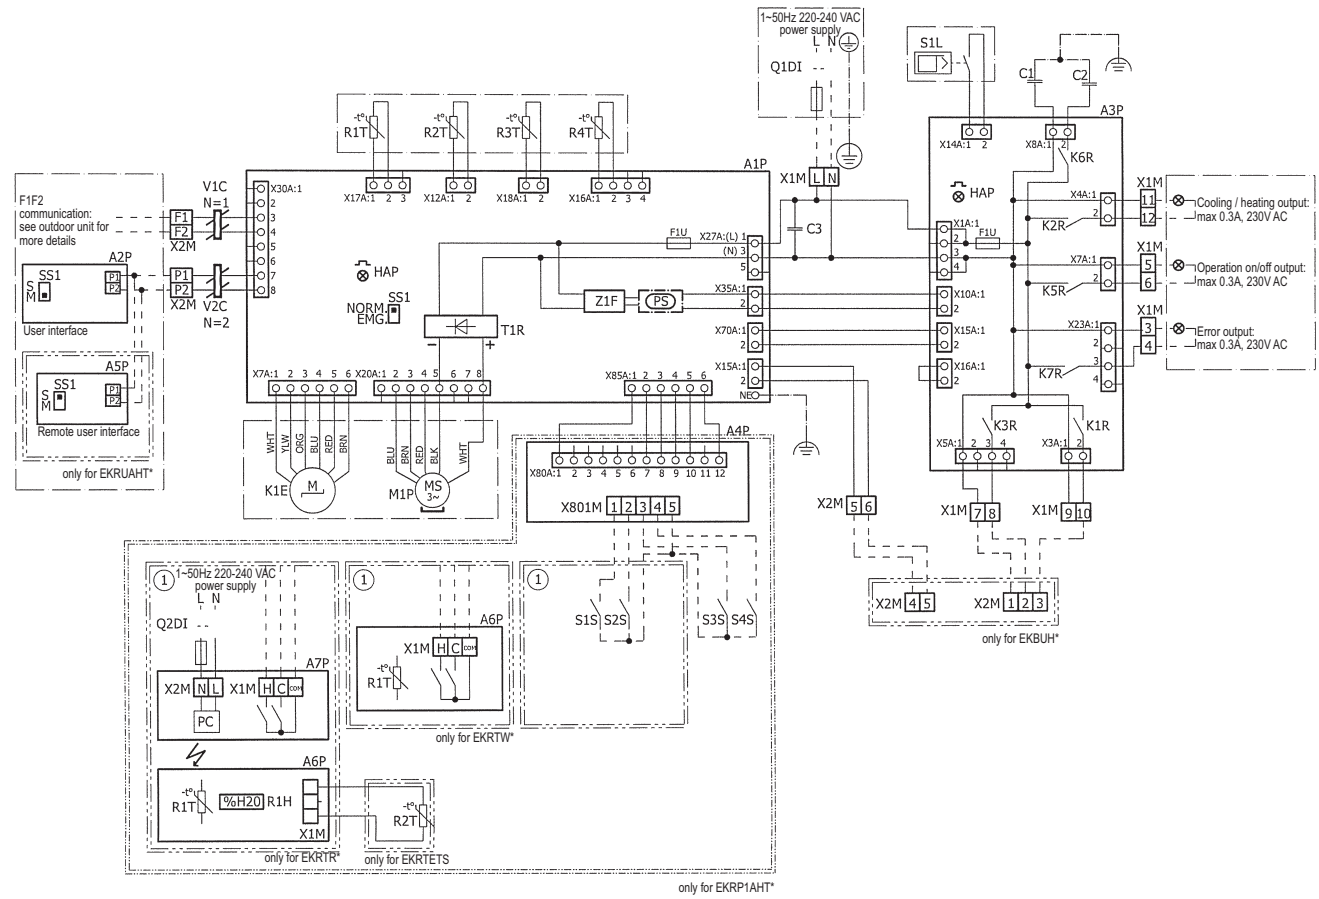 1~50Hz 220-240 VAC
power supply
L N
Q1DI
S1L
C1
C2
A3P
X14A:1 2
X8A:1 2
K6R
HAP
-t° R1T
-t° R2T
-t° R3T
-t° R4T
A1P
X17A:1 2 3
X12A:1 2
X18A:1 2
X16A:1 2 3 4
X1M L N
F1F2
communication:
see outdoor unit for
more details
V1C
N=1
F1
F2
X2M
X30A:1
2
3
4
5
6
7
8
P1
P2
X2M
V2C
N=2
A2P
SS1
S
M
P1
P2
User interface
A5P
SS1
S
M
P1
P2
Remote user interface
only for EKRUAHT*
HAP
NORM.
EMG.
SS1
T1R
- +
F1U
X27A:(L) 1
(N) 3
5
C3
Z1F
PS
X35A:1
2
X70A:1
2
X15A:1
2
NE
X1A:1
2
3
4
F1U
X10A:1
2
X15A:1
2
X16A:1
2
X4A:1
2
K2R
X7A:1
K5R
2
X23A:1
2
3
K7R
4
X1M
11
12
Cooling / heating output:
max 0.3A, 230V AC
X1M
5
6
Operation on/off output:
max 0.3A, 230V AC
X1M
3
4
Error output:
max 0.3A, 230V AC
K3R
K1R
X5A:1 2 3 4
X3A:1 2
X1M 7 8
X1M 9 10
X7A:1 2 3 4 5 6
X20A:1 2 3 4 5 6 7 8
X85A:1 2 3 4 5 6
WHT
YLW
ORG
BLU
RED
BRN
K1E
M
BLU
BRN
RED
BLK
WHT
M1P
MS
3~
A4P
X80A:1 2 3 4 5 6 7 8 9 10 11 12
X801M 1 2 3 4 5
X2M 5 6
X2M 4 5
X2M 1 2 3
only for EKBUH*
1
1~50Hz 220-240 VAC
power supply
L N
Q2DI
A7P
X2M N L
X1M H C COM
PC
A6P
-t°
R1T
%H20 R1H
X1M
only for EKRTR*
-t°
R2T
only for EKRTETS
1
A6P
X1M H C COM
-t°
R1T
only for EKRTW*
1
S1S S2S
S3S S4S
only for EKRP1AHT*